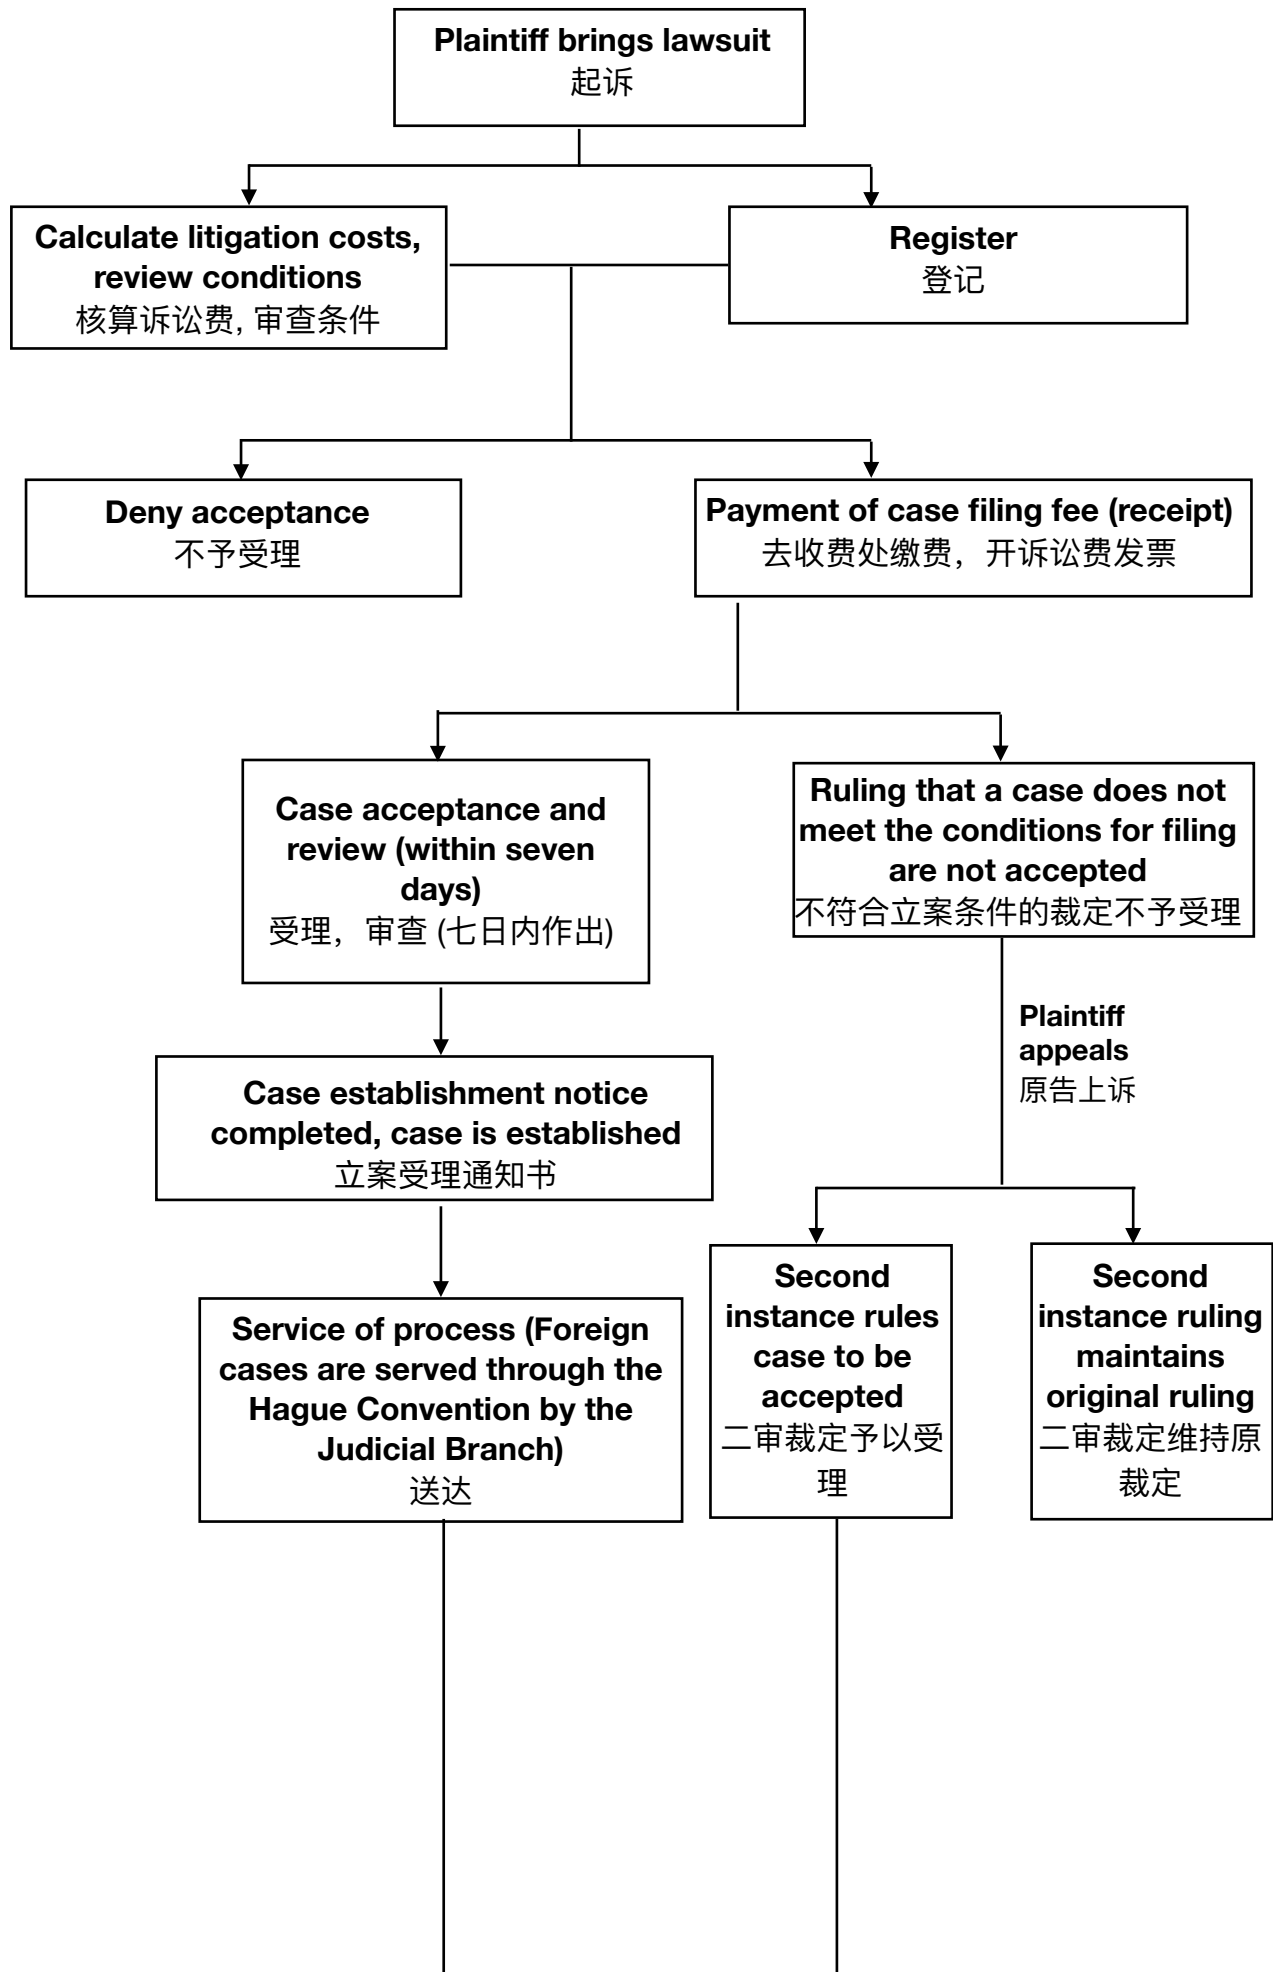 Plaintiff brings lawsuit
起诉
Calculate litigation costs,
review conditions
核算诉讼费, 审查条件
Register
登记
Deny acceptance
不予受理
Payment of case filing fee (receipt)
去收费处缴费，开诉讼费发票
Case acceptance and
review (within seven
days)
受理，审查 (七日内作出)
Ruling that a case does not
meet the conditions for filing
are not accepted
不符合立案条件的裁定不予受理
Plaintiff
appeals
原告上诉
Case establishment notice
completed, case is established
立案受理通知书
Service of process (Foreign
cases are served through the
Hague Convention by the
Judicial Branch)
送达
Second
instance rules
case to be
accepted
二审裁定予以受
理
Second
instance ruling
maintains
original ruling
二审裁定维持原
裁定